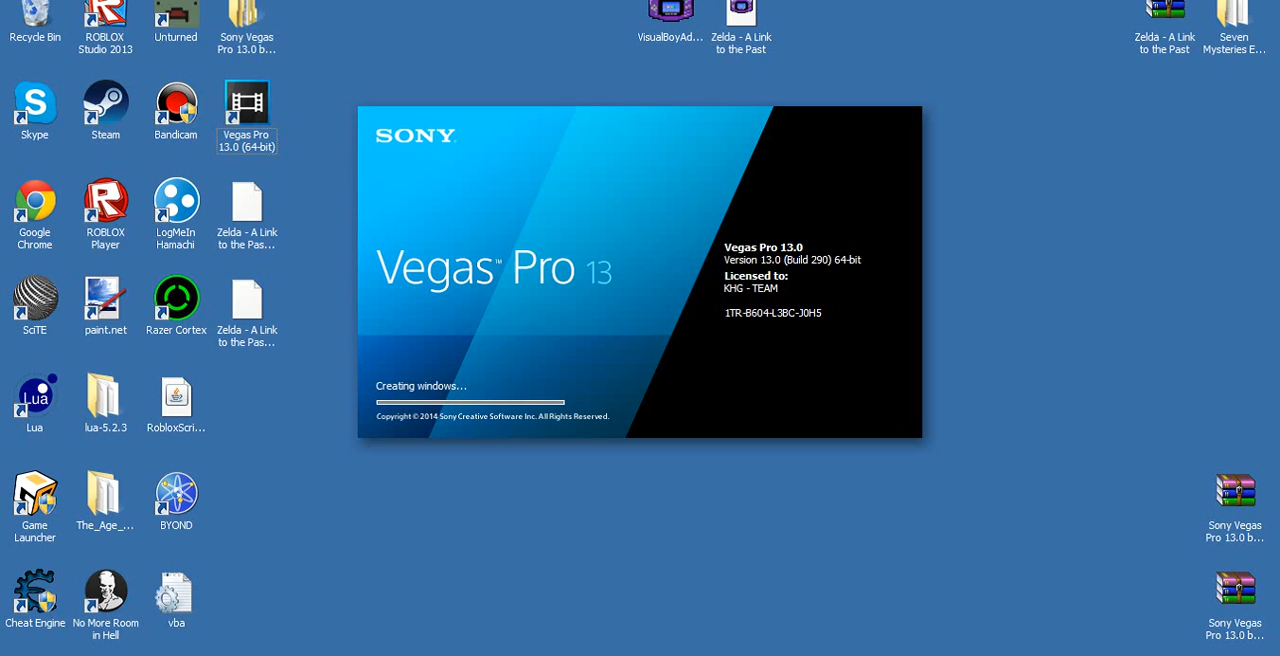 Recycle Bin
ROBLOX
Studio 2013
Unturned
Sony Vegas
Pro 13.0 b...
VisualBoyAd...
Zelda - A Link
to the Past
Zelda - A Link
to the Past
Seven
Mysteries E...
Skype
Steam
Bandicam
Vegas Pro
13.0 (64-bit)
Google
Chrome
ROBLOX
Player
LogMeIn
Hamachi
Zelda - A Link
to the Pas...
SciTE
paint.net
Razer Cortex
Zelda - A Link
to the Pas...
Lua
Lua
lua-5.2.3
RobloxScri...
Game
Launcher
The_Age_...
BYOND
Cheat Engine
No More Room
in Hell
vba
SONY
Vegas™ Pro 13
Creating windows...
Copyright © 2014 Sony Creative Software Inc. All Rights Reserved.
Vegas Pro 13.0
Version 13.0 (Build 290) 64-bit
Licensed to:
KHG - TEAM
1TR-B604-L3BC-J0H5
Sony Vegas
Pro 13.0 b...
Sony Vegas
Pro 13.0 b...